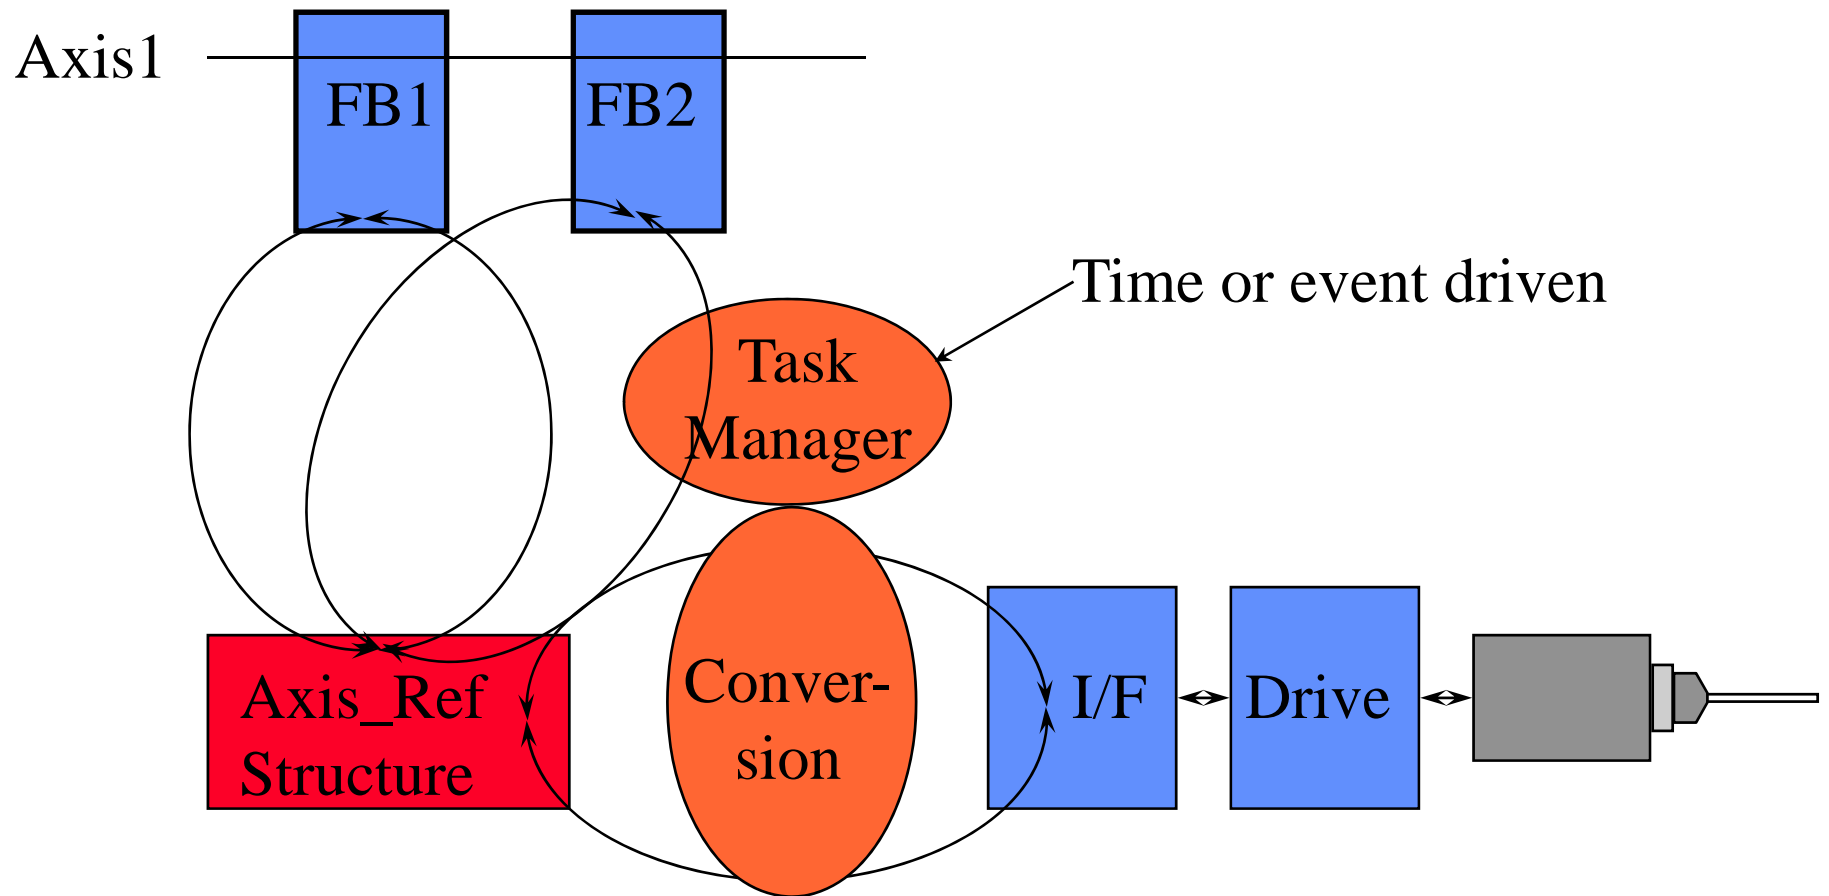 Axis1
FB1
FB2
Time or event driven
Task
Manager
Conver-
sion
Axis_Ref
Structure
I/F
Drive